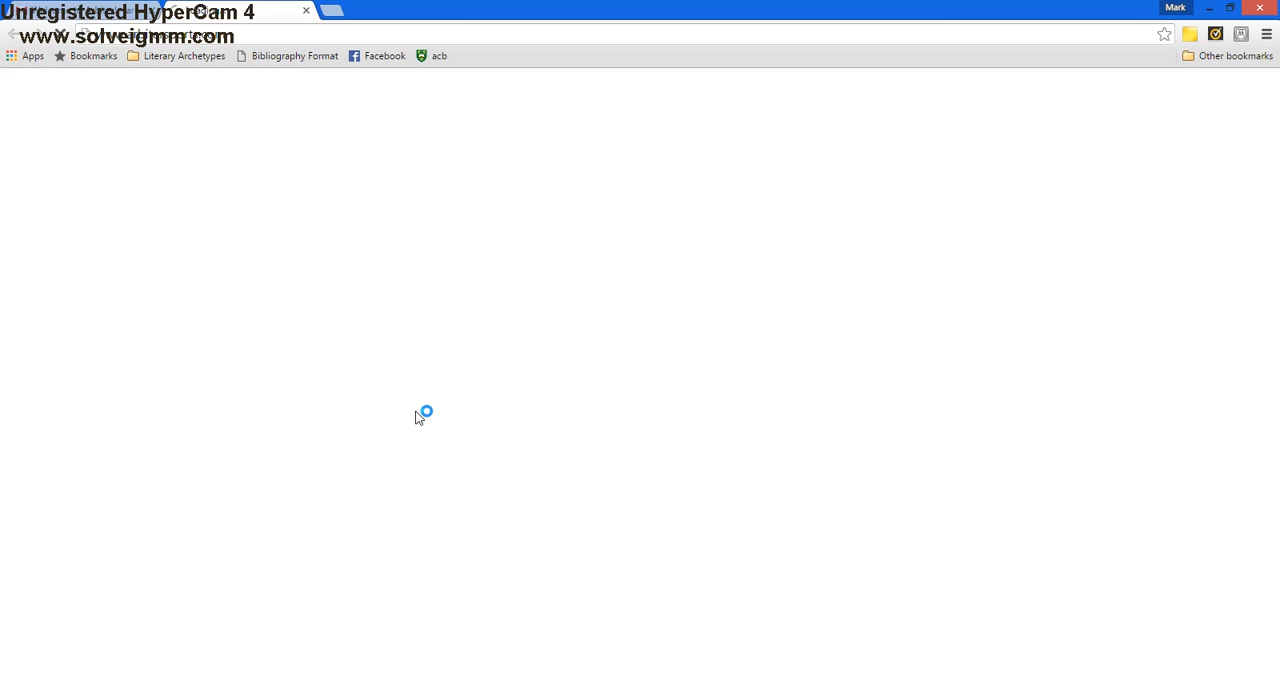 Unregistered HyperCam 4
Mark
www.solveigmm.com
Apps
Bookmarks
Literary Archetypes
Bibliography Format
Facebook
acb
Other bookmarks